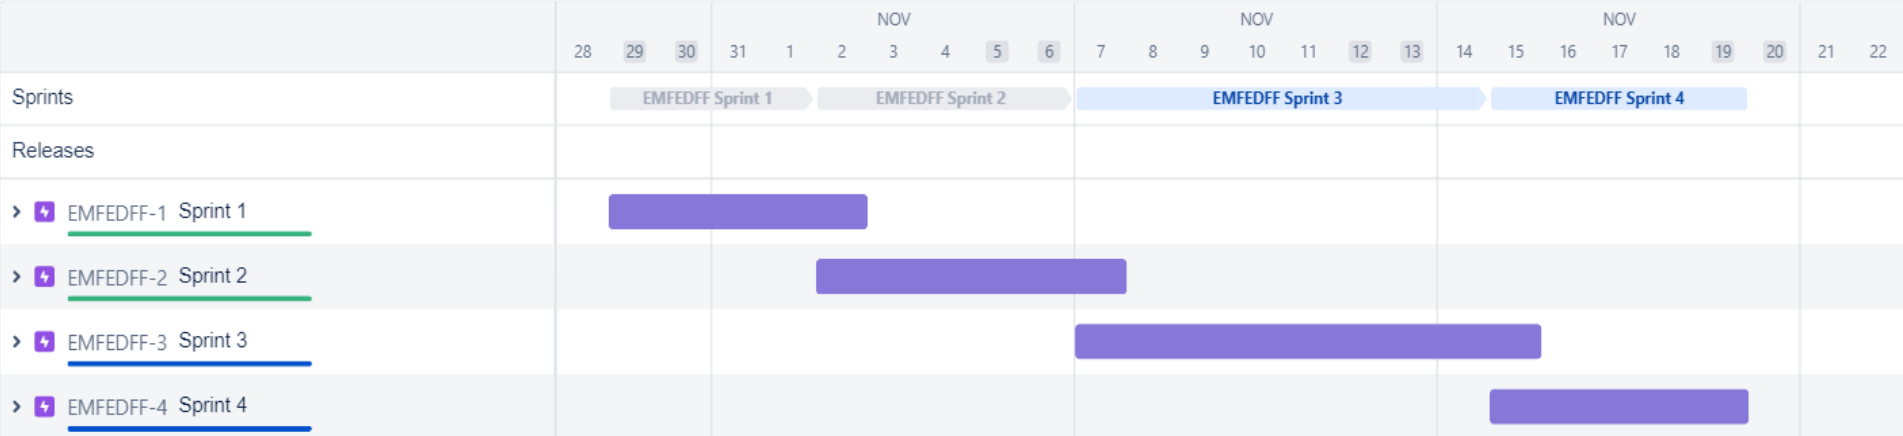 NOV NOV NOV
28 29 30 31 1 2 3 4 5 6 7 8 9 10 11 12 13 14 15 16 17 18 19 20 21 22
Sprints EMFEDFF Sprint 1 EMFEDFF Sprint 2 EMFEDFF Sprint 3 EMFEDFF Sprint 4
Releases
EMFEDFF-1 Sprint 1
EMFEDFF-2 Sprint 2
EMFEDFF-3 Sprint 3
EMFEDFF-4 Sprint 4